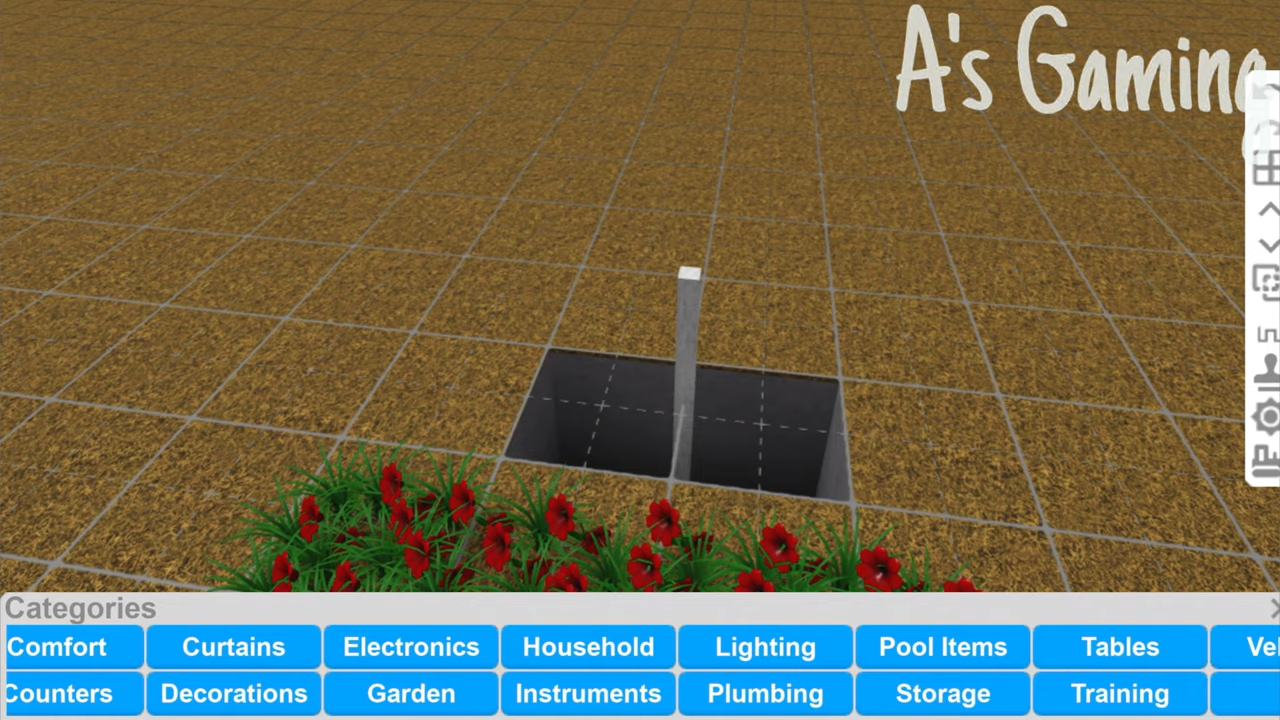 A's Gaming
Categories
Comfort Curtains Electronics Household Lighting Pool Items Tables
Counters Decorations Garden Instruments Plumbing Storage Training